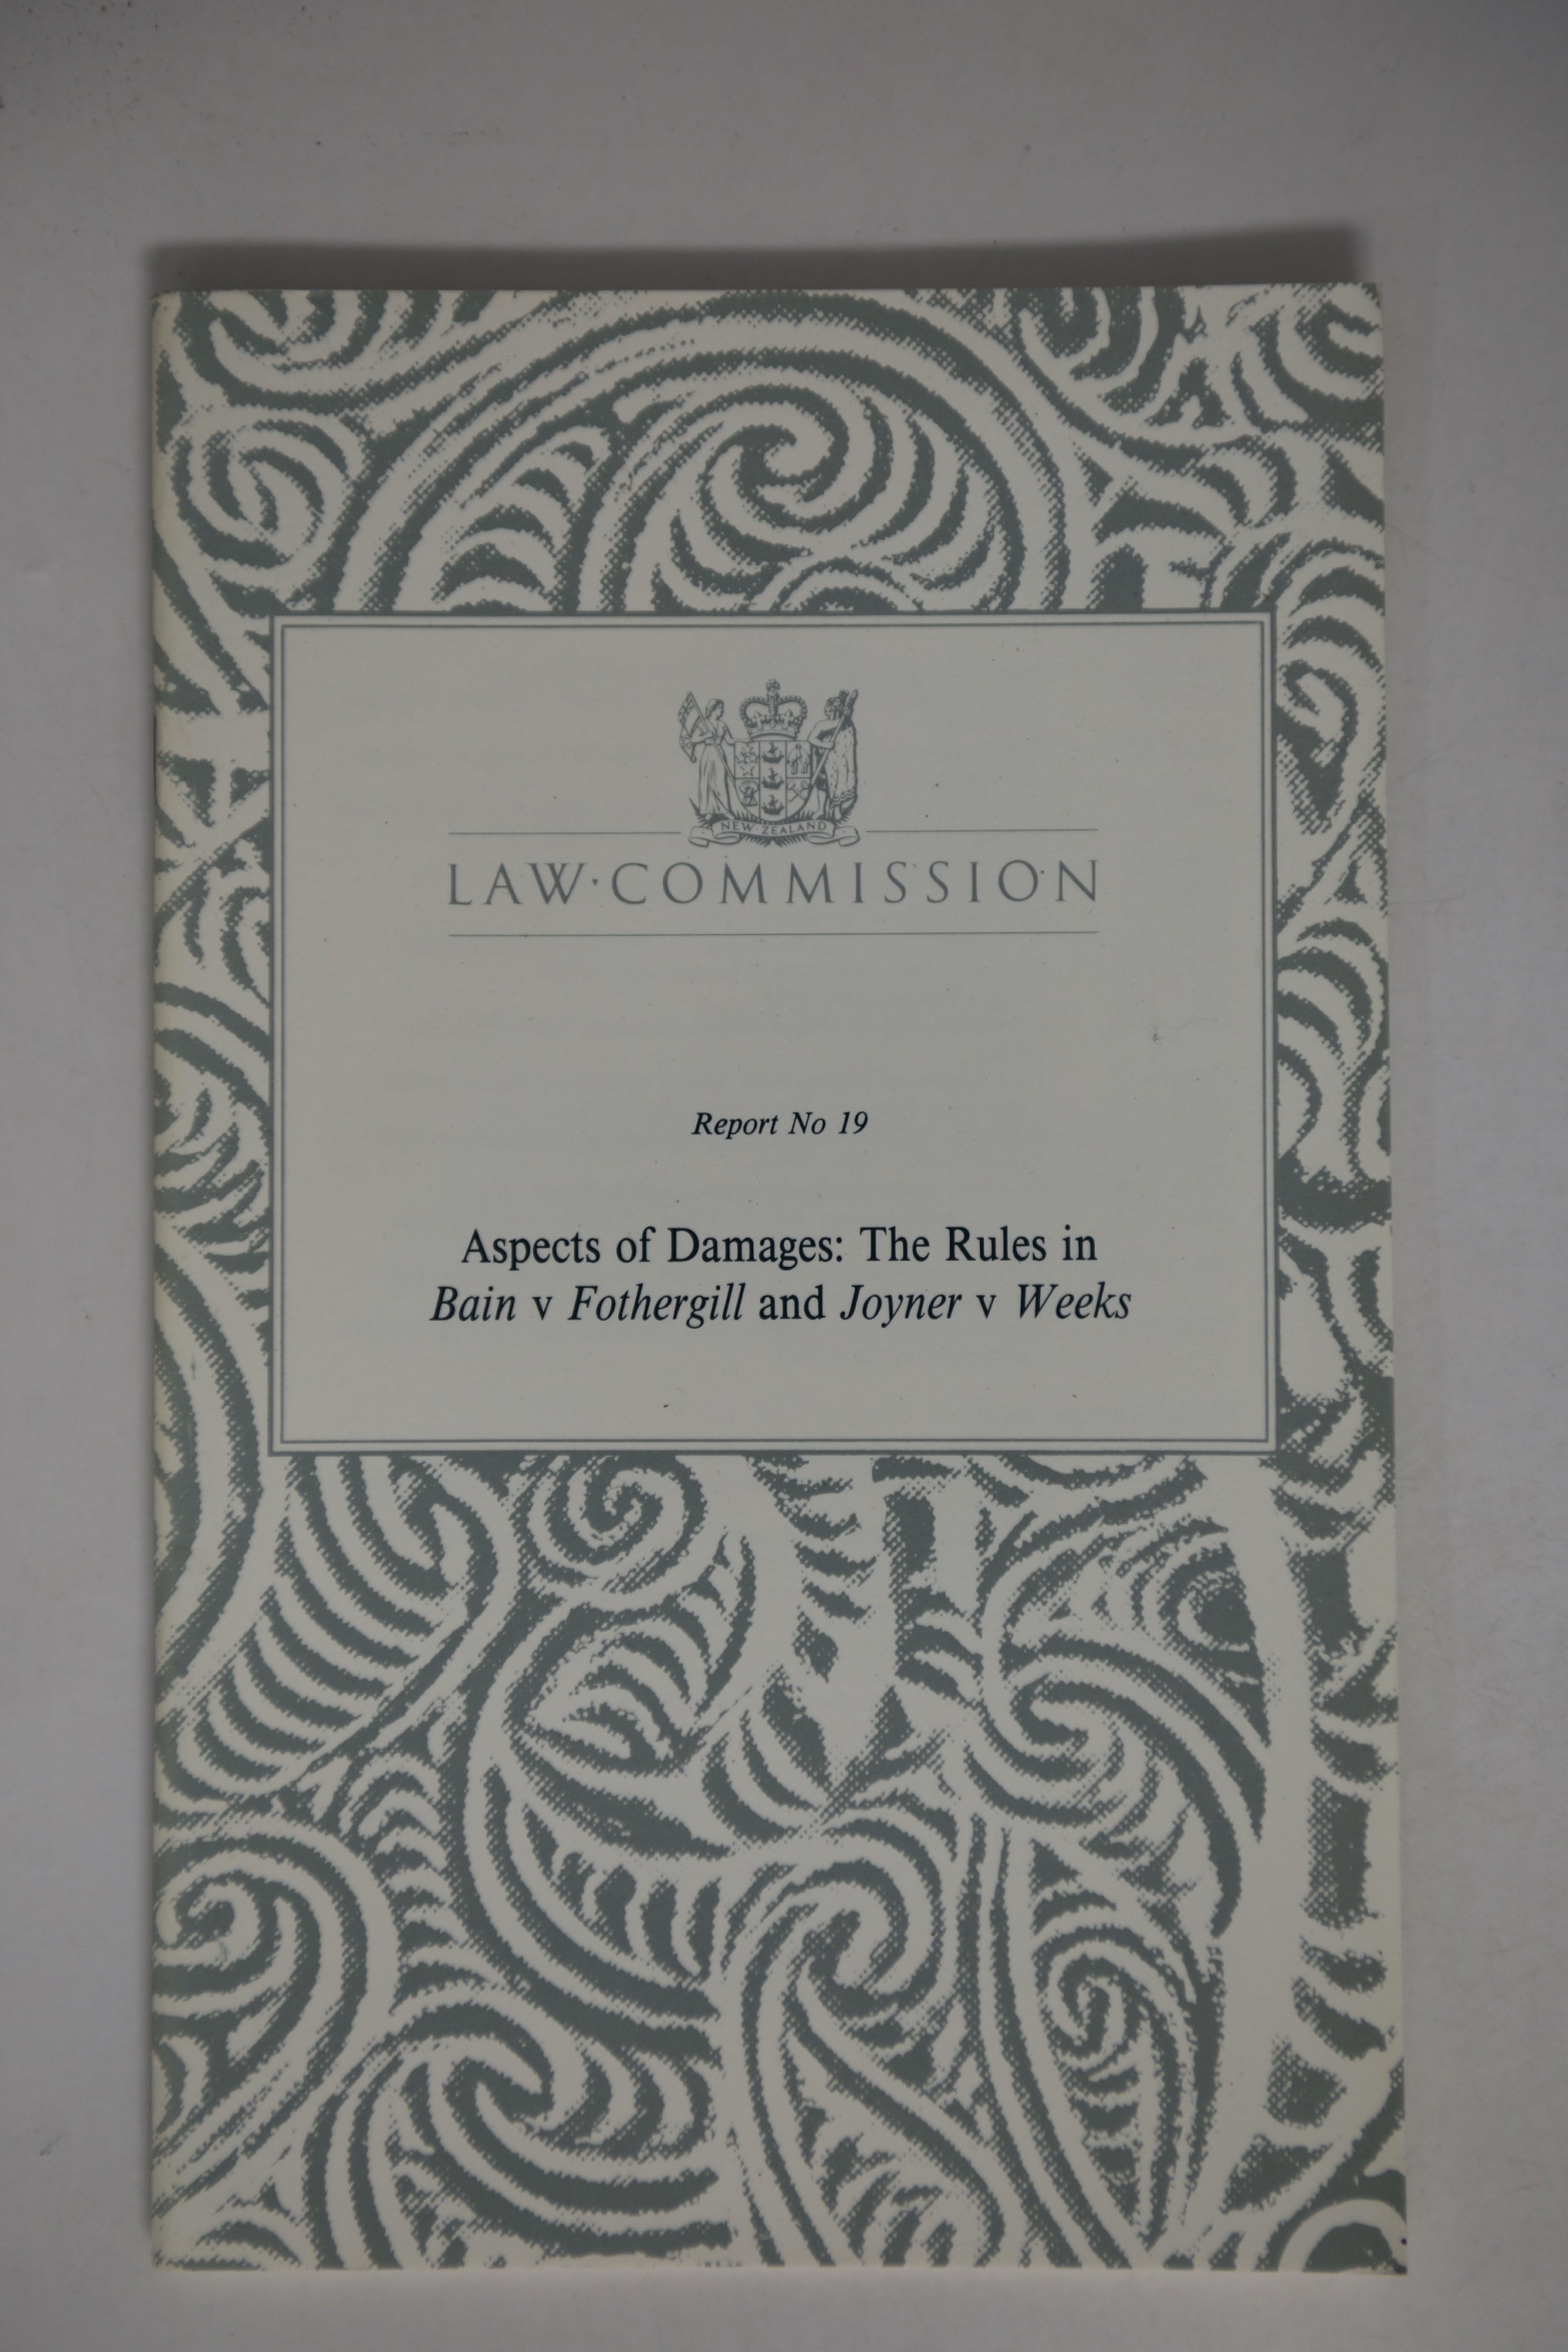 NEW·ZEALAND
LAW·COMMISSION
Report No 19
Aspects of Damages: The Rules in
Bain v Fothergill and Joyner v Weeks